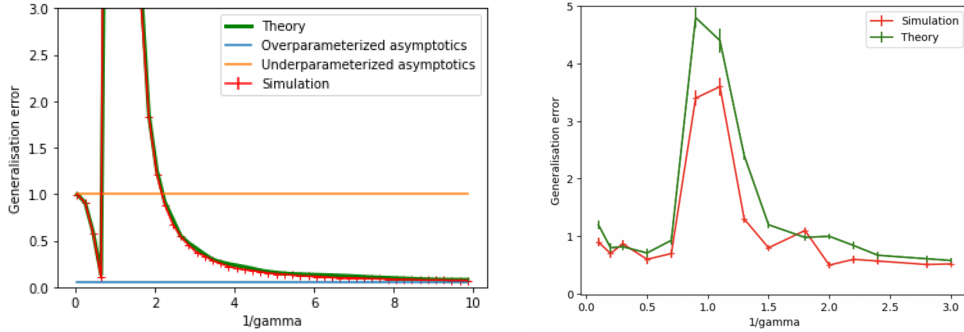 3.0
2.5
2.0
1.5
1.0
0.5
0.0
Generalisation error
Theory
Overparameterized asymptotics
Underparameterized asymptotics
Simulation
0 2 4 6 8 10
1/gamma
5
4
3
2
1
0
Generalisation error
Simulation
Theory
0.0 0.5 1.0 1.5 2.0 2.5 3.0
1/gamma